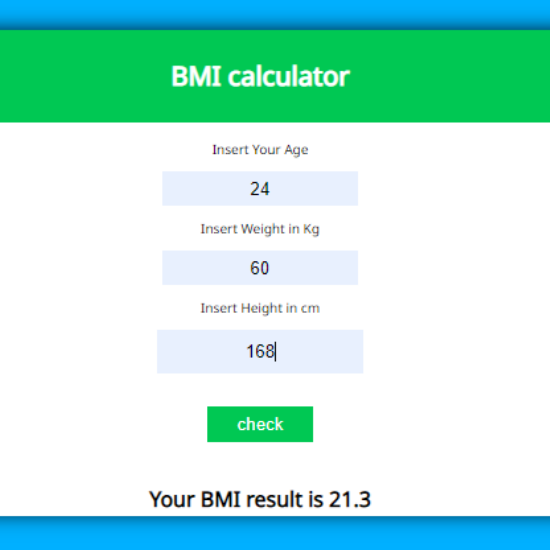 BMI calculator
Insert Your Age
24
Insert Weight in Kg
60
Insert Height in cm
168
check
Your BMI result is 21.3